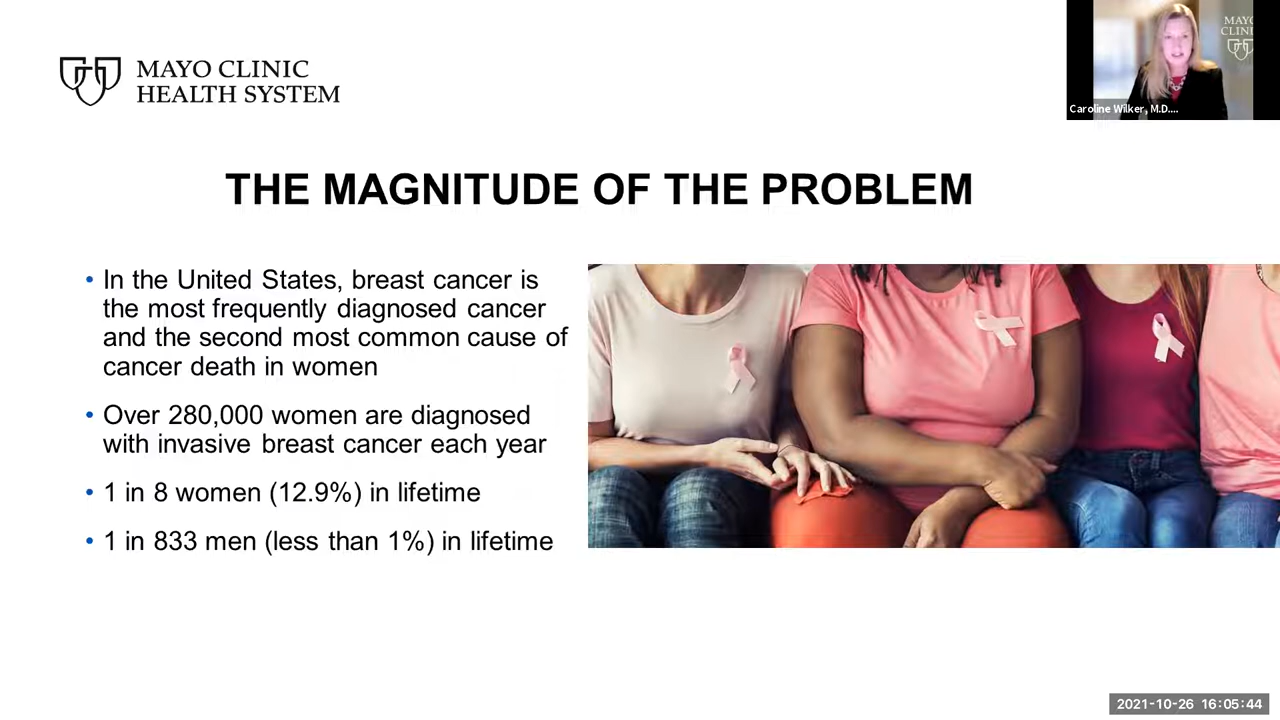 MAYO CLINIC
HEALTH SYSTEM
MAYO
CLINI
Caroline Wilker, M.D....
THE MAGNITUDE OF THE PROBLEM
• In the United States, breast cancer is
the most frequently diagnosed cancer
and the second most common cause of
cancer death in women
• Over 280,000 women are diagnosed
with invasive breast cancer each year
• 1 in 8 women (12.9%) in lifetime
• 1 in 833 men (less than 1%) in lifetime
2021-10-26 16:05:44